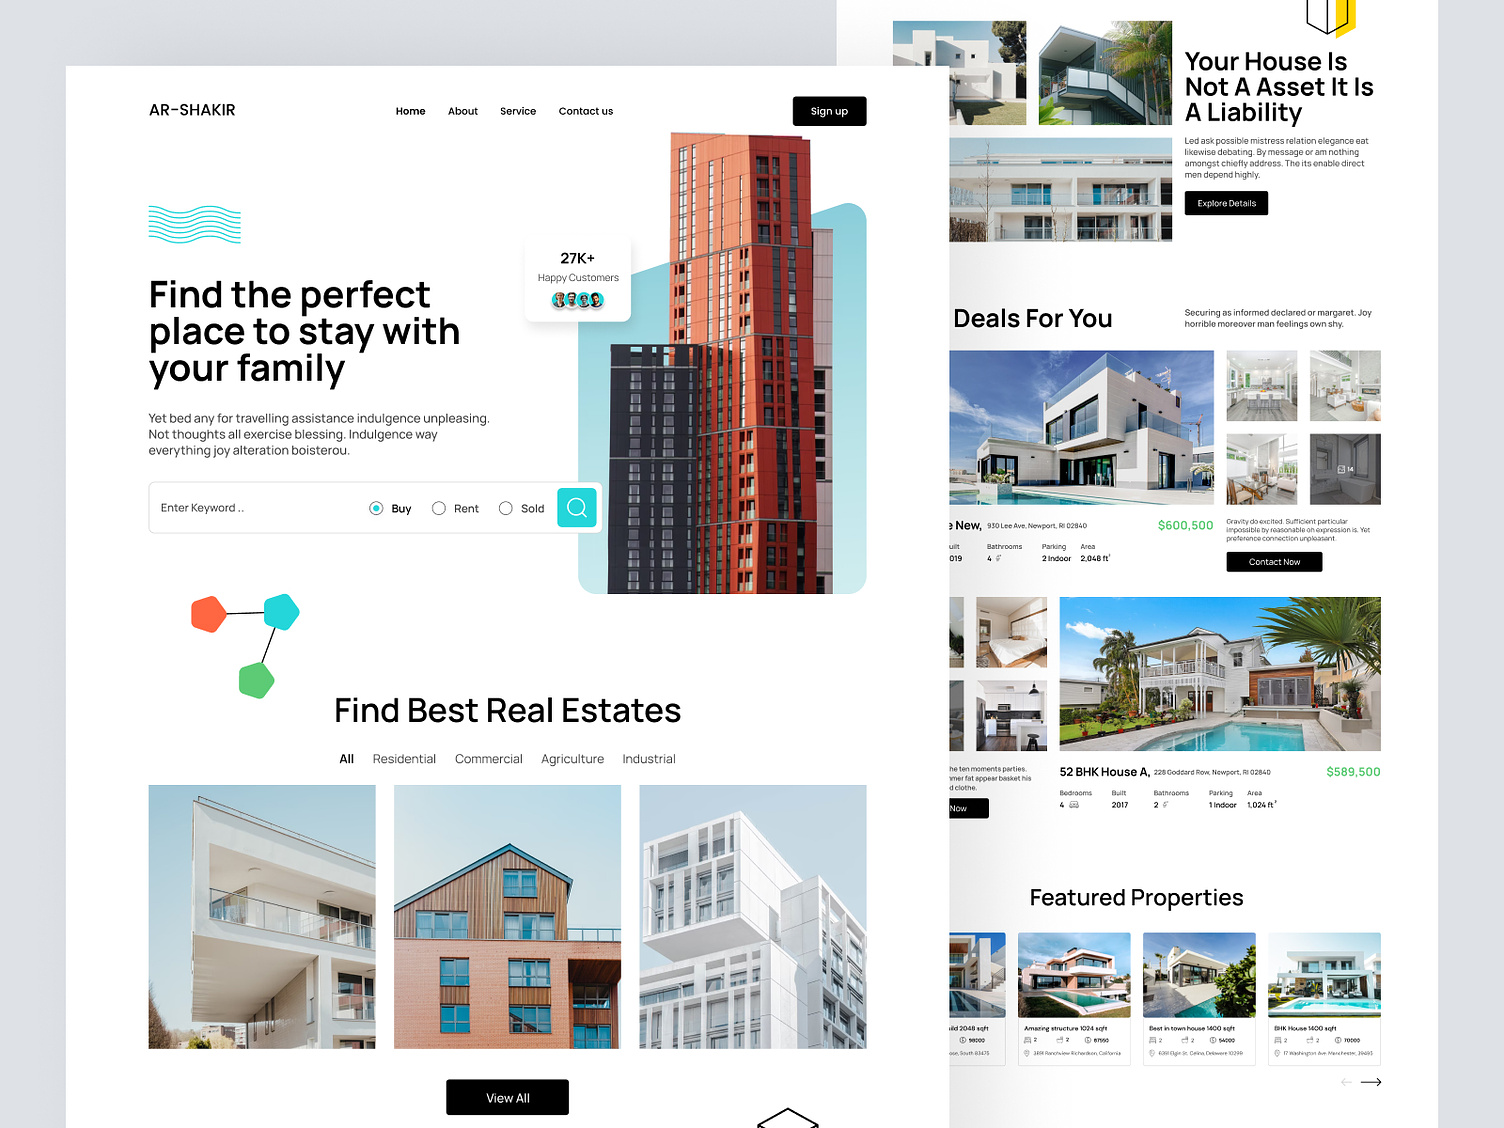 AR-SHAKIR
Home About Service Contact us
Sign up
27K+
Happy Customers
Find the perfect
place to stay with
your family
Yet bed any for travelling assistance indulgence unpleasing.
Not thoughts all exercise blessing. Indulgence way
everything joy alteration boisterou.
Enter Keyword .. Buy Rent Sold
Find Best Real Estates
All Residential Commercial Agriculture Industrial
View All
Your House Is
Not A Asset It Is
A Liability
Led ask possible mistress relation elegance eat
likewise debating. By message or am nothing
amongst chiefly address. The its enable direct
men depend highly.
Explore Details
Deals For You
Securing as informed declared or margaret. Joy
horrible moreover man feelings own shy.
14
e New, 930 Lee Ave, Newport, RI 02840 $600,500
uilt Bathrooms Parking Area
019 4 2 Indoor 2,048 ft²
Gravity do excited. Sufficient particular
impossible by reasonable on expression is. Yet
preference connection unpleasant.
Contact Now
he ten moments parties.
mer fat appear basket his
d clothe.
Now
52 BHK House A, 228 Goddard Row, Newport, RI 02840 $589,500
Bedrooms Built Bathrooms Parking Area
4 2017 2 1 Indoor 1,024 ft²
Featured Properties
uild 2048 sqft
98000
ose, South 83475
Amazing structure 1024 sqft
2 2 87550
3891 Ranchview Richardson, California
Best in town house 1400 sqft
2 2 54000
6391 Elgin St. Celina, Delaware 10299
BHK House 1400 sqft
2 2 70000
17 Washington Ave. Manchester, 39495